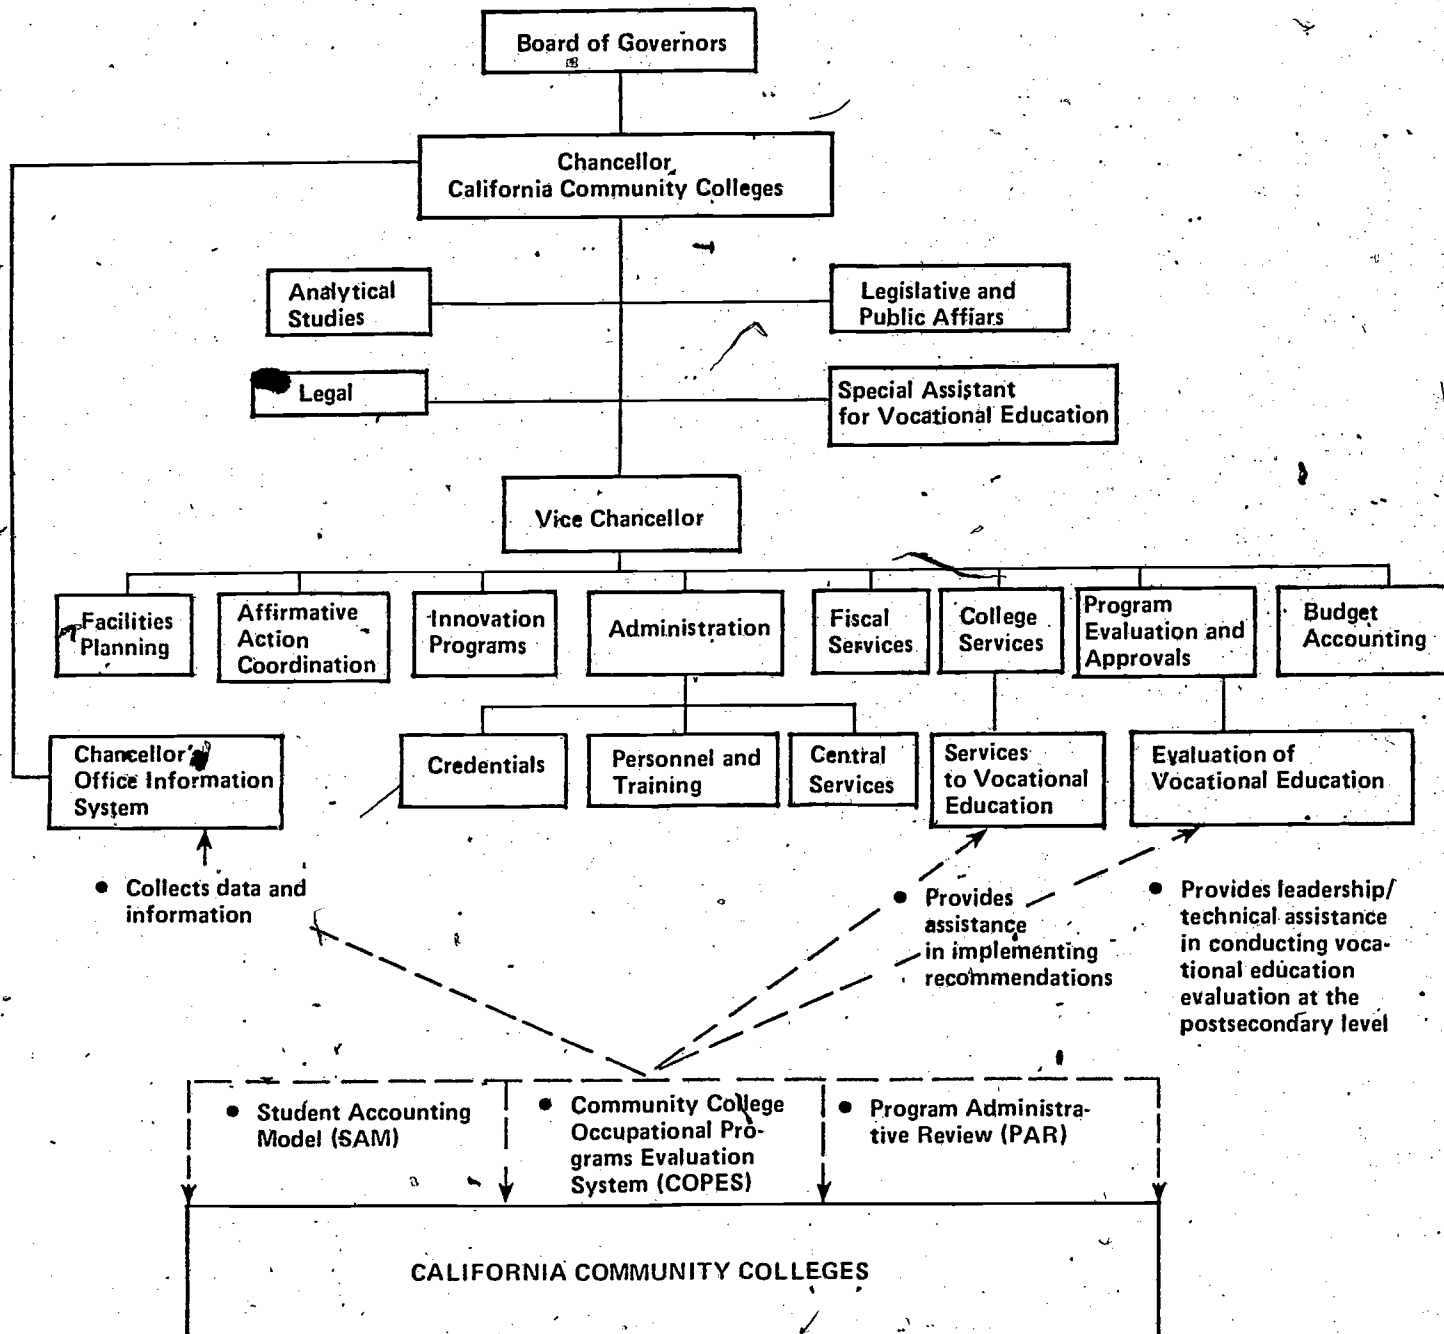 Board of Governors
Chancellor
California Community Colleges
Analytical
Studies
Legislative and
Public Affiars
Legal
Special Assistant
for Vocational Education
Vice Chancellor
Facilities
Planning
Affirmative
Action
Coordination
Innovation
Programs
Administration
Fiscal
Services
College
Services
Program
Evaluation and
Approvals
Budget
Accounting
Chancellor's
Office Information
System
Credentials
Personnel and
Training
Central
Services
Services
to Vocational
Education
Evaluation of
Vocational Education
• Collects data and
information
• Provides
assistance
in implementing
recommendations
• Provides leadership/
technical assistance
in conducting voca-
tional education
evaluation at the
postsecondary level
• Student Accounting
Model (SAM)
• Community College
Occupational Pro-
grams Evaluation
System (COPES)
• Program Administra-
tive Review (PAR)
CALIFORNIA COMMUNITY COLLEGES